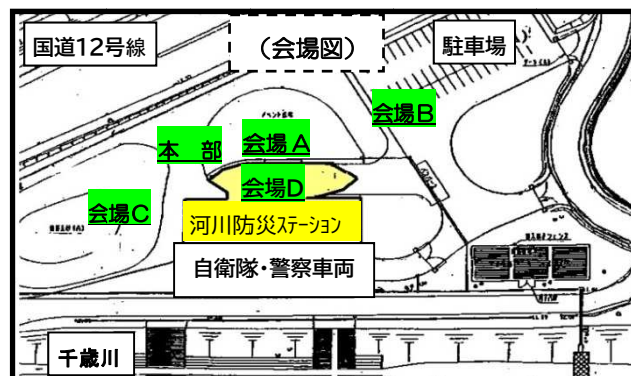 国道12号線
（会場図）
駐車場
会場B
本 部
会場A
会場D
会場C
河川防災ステーション
自衛隊・警察車両
千歳川